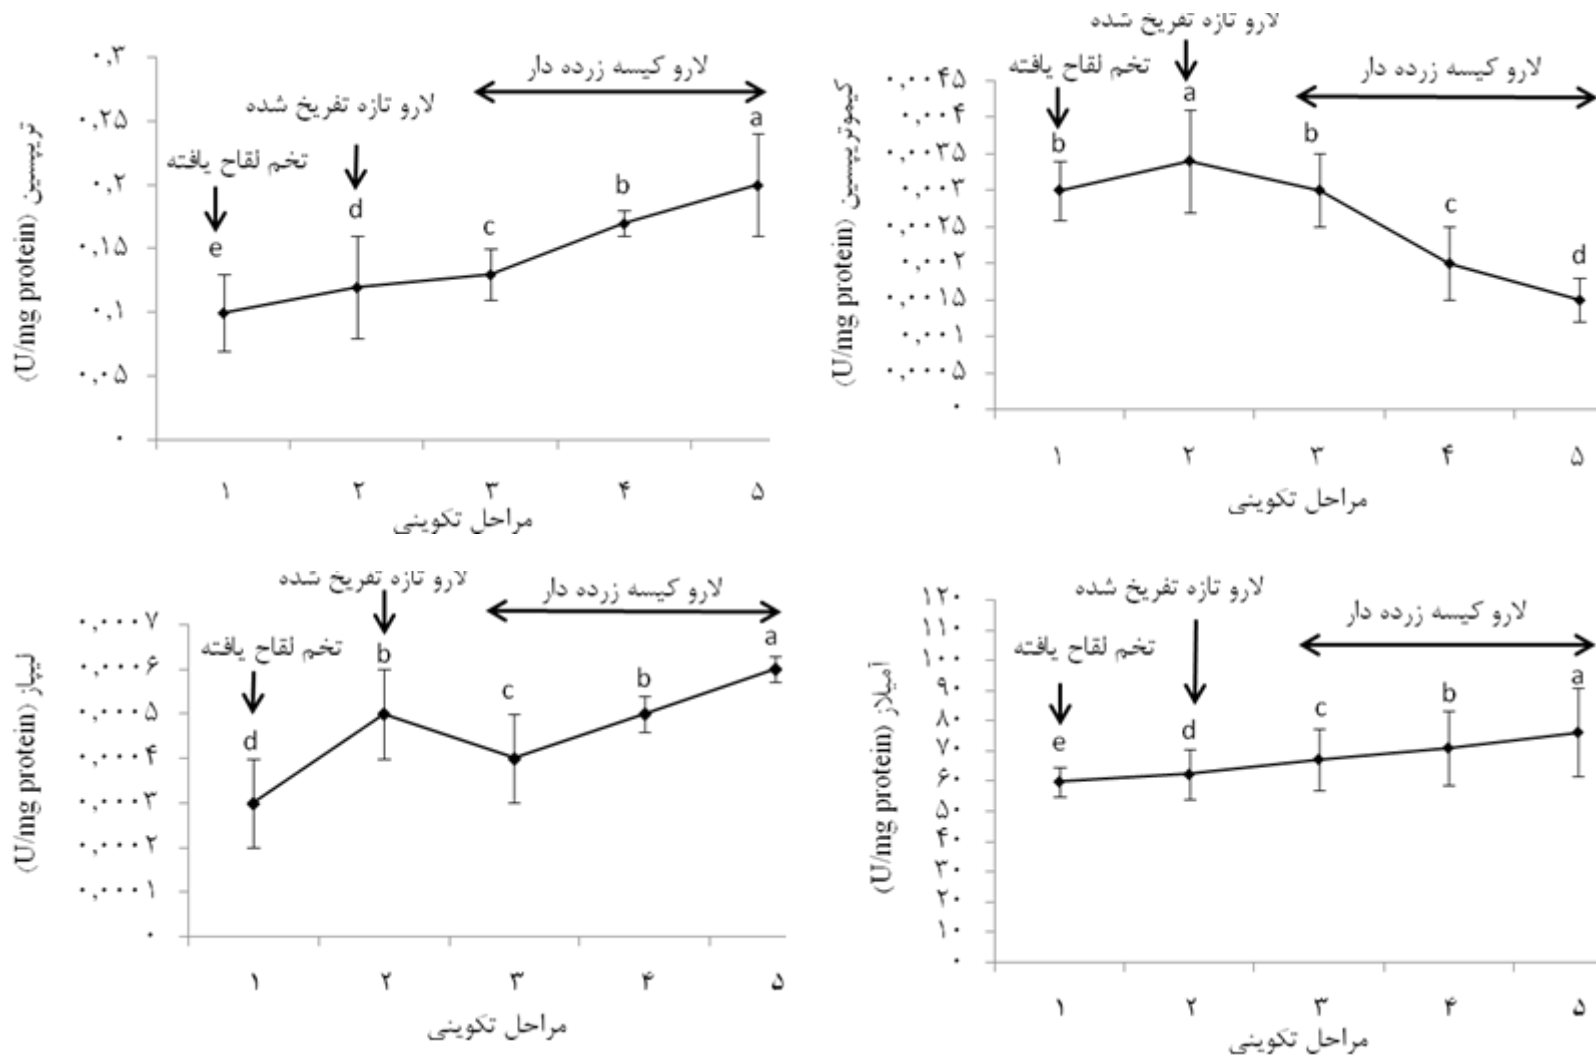 تریپسین (U/mg protein)
۰,۳
۰,۲۵
۰,۲
۰,۱۵
۰,۱
۰,۰۵
۰
لارو کیسه زرده دار
لارو تازه تفریخ شده
تخم لقاح یافته
e
d
c
b
a
۱ ۲ ۳ ۴ ۵
مراحل تکوینی
کیموتریپسین (U/mg protein)
۰,۰۰۴۵
۰,۰۰۴
۰,۰۰۳۵
۰,۰۰۳
۰,۰۰۲۵
۰,۰۰۲
۰,۰۰۱۵
۰,۰۰۱
۰,۰۰۰۵
۰
لارو تازه تفریخ شده
تخم لقاح یافته
لارو کیسه زرده دار
b
a
b
c
d
۱ ۲ ۳ ۴ ۵
مراحل تکوینی
لیپاز (U/mg protein)
۰,۰۰۰۷
۰,۰۰۰۶
۰,۰۰۰۵
۰,۰۰۰۴
۰,۰۰۰۳
۰,۰۰۰۲
۰,۰۰۰۱
۰
لارو تازه تفریخ شده
لارو کیسه زرده دار
تخم لقاح یافته
d
b
c
b
a
۱ ۲ ۳ ۴ ۵
مراحل تکوینی
آمیلاز (U/mg protein)
۱۲۰
۱۱۰
۱۰۰
۹۰
۸۰
۷۰
۶۰
۵۰
۴۰
۳۰
۲۰
۱۰
۰
لارو تازه تفریخ شده
لارو کیسه زرده دار
تخم لقاح یافته
e
d
c
b
a
۱ ۲ ۳ ۴ ۵
مراحل تکوینی